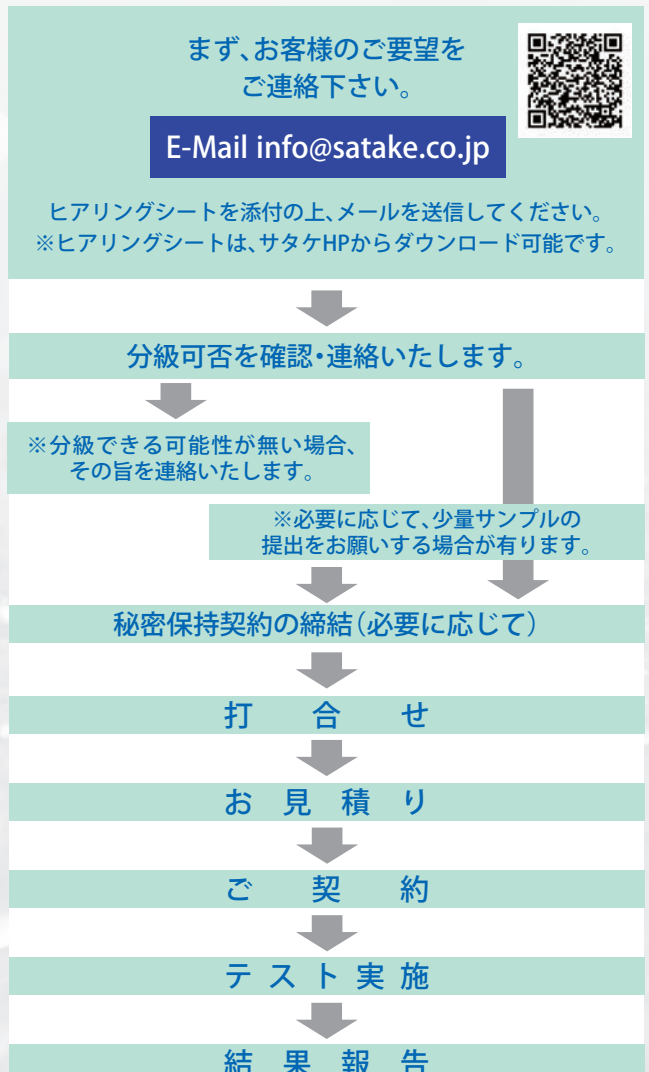 まず、お客様のご要望を
ご連絡下さい。
E-Mail info@satake.co.jp
ヒアリングシートを添付の上、メールを送信してください。
※ヒアリングシートは、サタケHPからダウンロード可能です。
分級可否を確認・連絡いたします。
※分級できる可能性が無い場合、
その旨を連絡いたします。
※必要に応じて、少量サンプルの
提出をお願いする場合が有ります。
秘密保持契約の締結（必要に応じて）
打合せ
お見積り
ご契約
テスト実施
結果報告